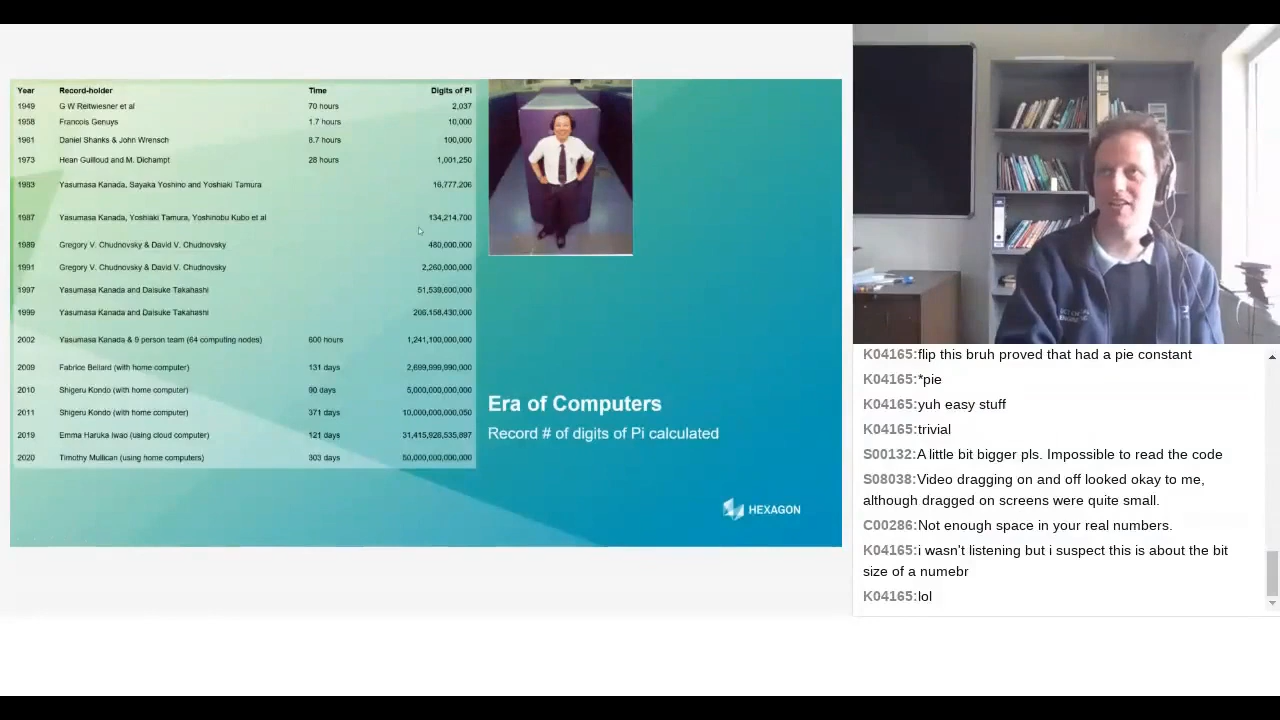 Year Record-holder Time Digits of Pi
1949 G W Reitwiesner et al 70 hours 2,037
1958 Francois Genuys 1.7 hours 10,000
1961 Daniel Shanks & John Wrensch 8.7 hours 100,000
1973 Hean Guilloud and M. Dichampt 28 hours 1,001,250
1983 Yasumasa Kanada, Sayaka Yoshino and Yoshiaki Tamura 16,777,206
1987 Yasumasa Kanada, Yoshiaki Tamura, Yoshinobu Kubo et al 134,214,700
1989 Gregory V. Chudnovsky & David V. Chudnovsky 480,000,000
1991 Gregory V. Chudnovsky & David V. Chudnovsky 2,260,000,000
1997 Yasumasa Kanada and Daisuke Takahashi 51,539,600,000
1999 Yasumasa Kanada and Daisuke Takahashi 206,158,430,000
2002 Yasumasa Kanada & 9 person team (64 computing nodes) 600 hours 1,241,100,000,000
2009 Fabrice Bellard (with home computer) 131 days 2,699,999,990,000
2010 Shigeru Kondo (with home computer) 90 days 5,000,000,000,000
2011 Shigeru Kondo (with home computer) 371 days 10,000,000,000,050
2019 Emma Haruka Iwao (using cloud computer) 121 days 31,415,926,535,897
2020 Timothy Mullican (using home computers) 303 days 50,000,000,000,000
Era of Computers
Record # of digits of Pi calculated
HEXAGON
K04165:flip this bruh proved that had a pie constant
K04165:*pie
K04165:yuh easy stuff
K04165:trivial
S00132:A little bit bigger pls. Impossible to read the code
S08038:Video dragging on and off looked okay to me,
although dragged on screens were quite small.
C00286:Not enough space in your real numbers.
K04165:i wasn't listening but i suspect this is about the bit
size of a numebr
K04165:lol